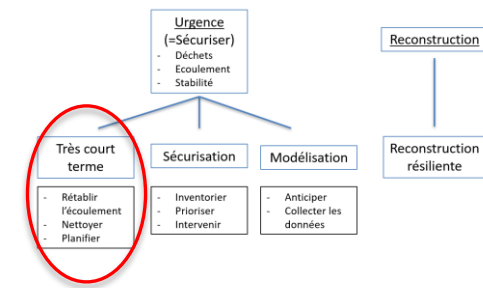 Urgence
(=Sécuriser)
- Déchets
- Ecoulement
- Stabilité
Reconstruction
Très court
terme
Sécurisation
Modélisation
Reconstruction
résiliente
- Rétablir
l'écoulement
- Nettoyer
- Planifier
- Inventorier
- Prioriser
- Intervenir
- Anticiper
- Collecter les
données